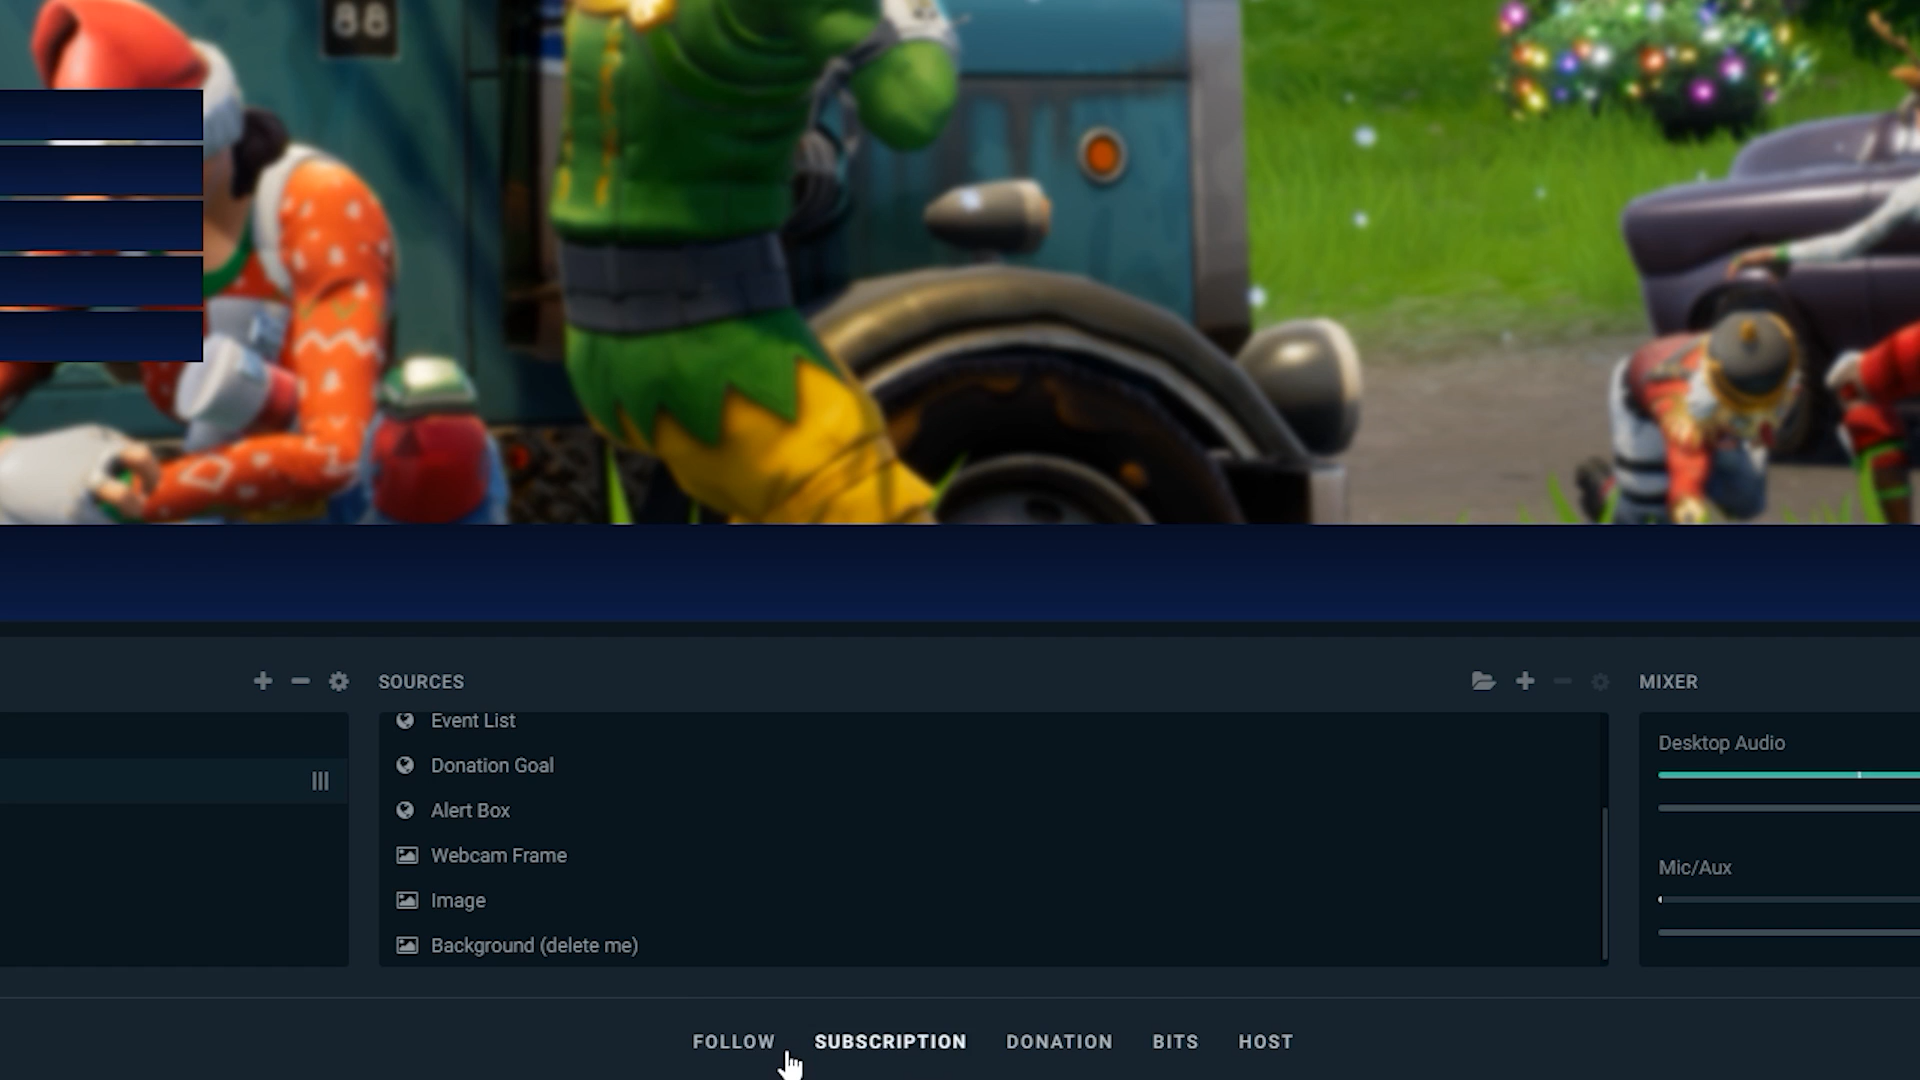 88
SOURCES
MIXER
Event List
Donation Goal
Alert Box
Webcam Frame
Image
Background (delete me)
Desktop Audio
Mic/Aux
FOLLOW SUBSCRIPTION DONATION BITS HOST